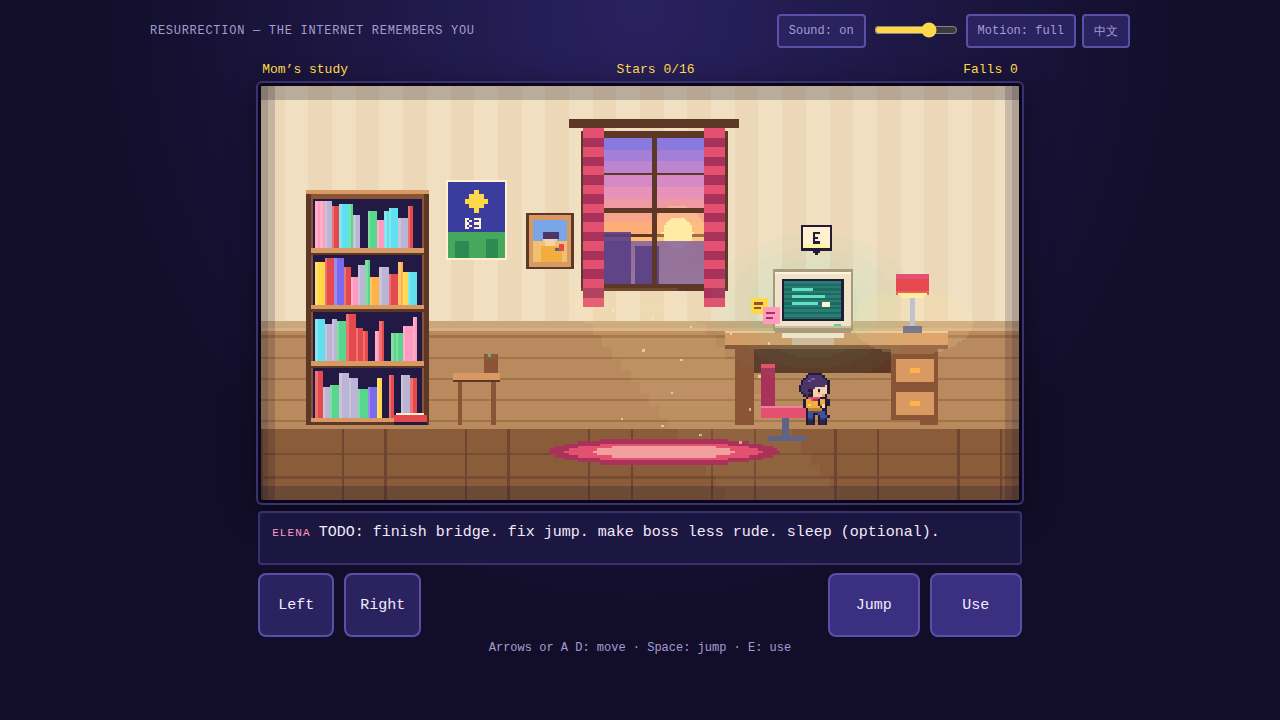 RESURRECTION — THE INTERNET REMEMBERS YOU
Sound: on
Motion: full
中文
Mom’s study
Stars 0/16
Falls 0
E
ELENA TODO: finish bridge. fix jump. make boss less rude. sleep (optional).
Left
Right
Jump
Use
Arrows or A D: move · Space: jump · E: use